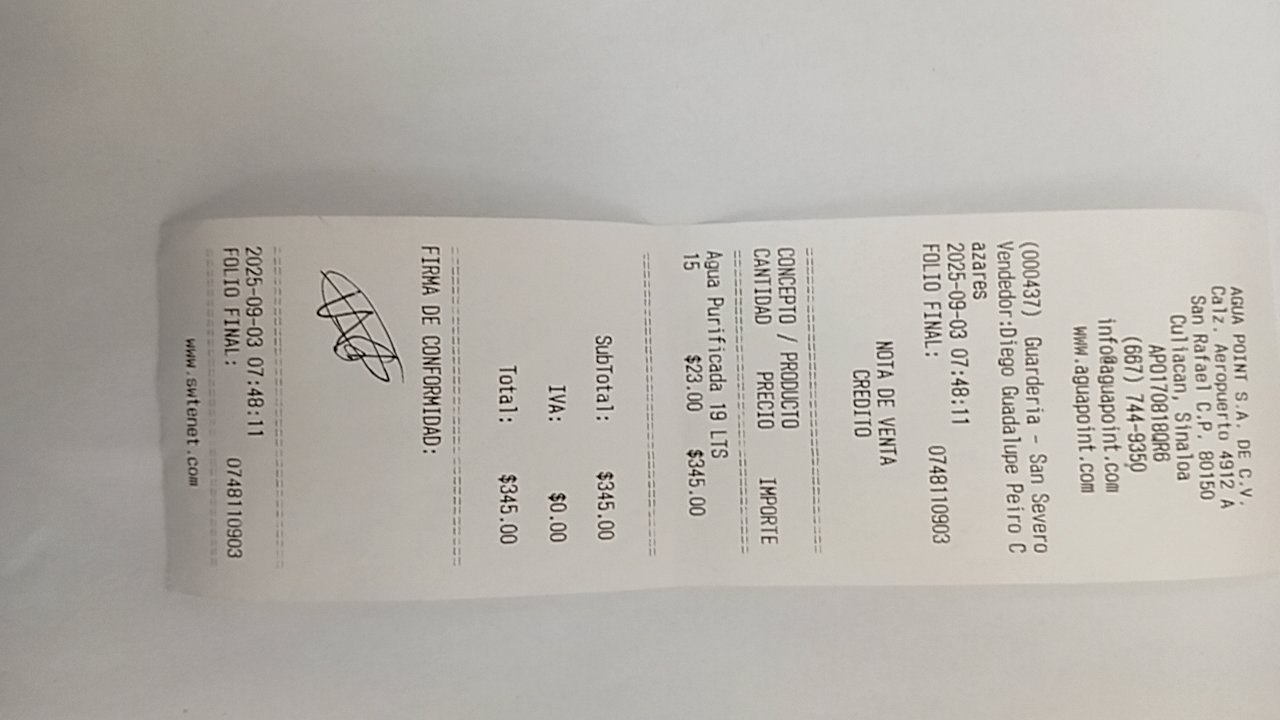 AGUA POINT S.A. DE C.V.
Calz. Aeropuerto 4912 A
San Rafael C.P. 80150
Culiacan, Sinaloa
APO170818QR6
(667) 744-9350
info@aguapoint.com
www.aguapoint.com
(000437) Guarderia - San Severo
Vendedor:Diego Guadalupe Peiro C
azares
2025-09-03 07:48:11
FOLIO FINAL: 0748110903
NOTA DE VENTA
CREDITO
CONCEPTO / PRODUCTO
CANTIDAD PRECIO IMPORTE
Agua Purificada 19 LTS
15 $23.00 $345.00
SubTotal: $345.00
IVA: $0.00
Total: $345.00
FIRMA DE CONFORMIDAD:
2025-09-03 07:48:11
FOLIO FINAL: 0748110903
www.swtenet.com